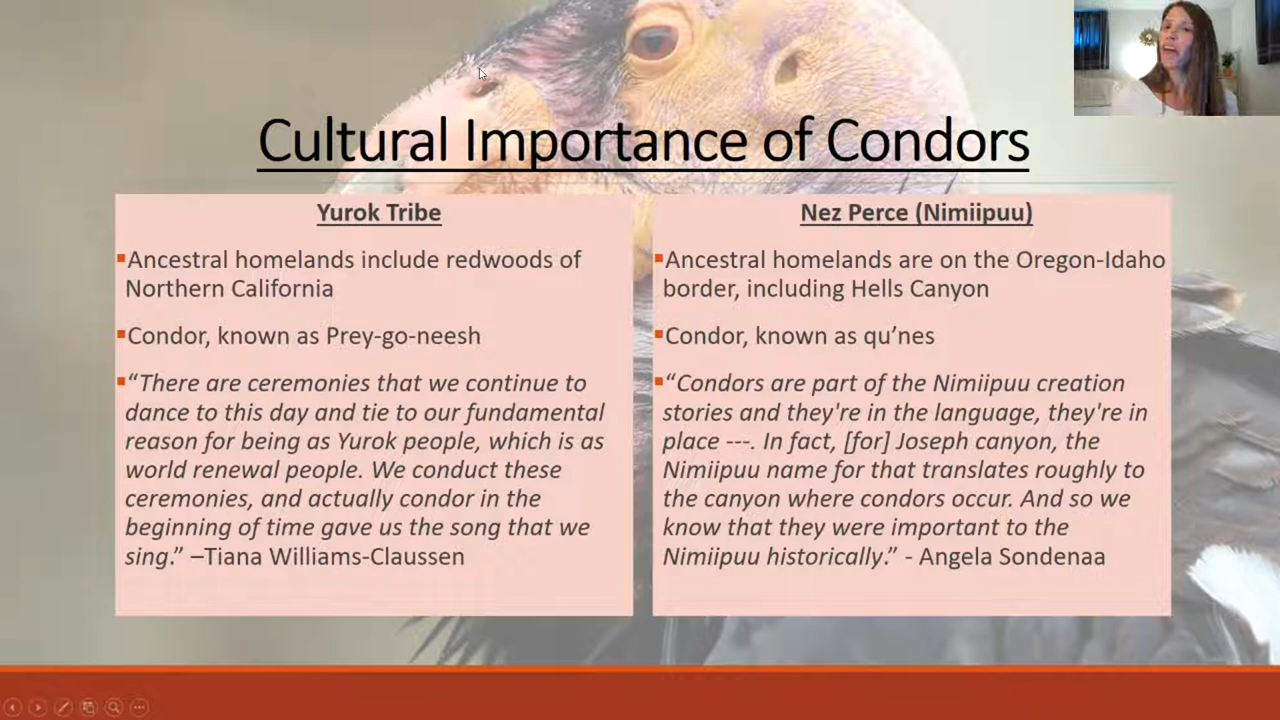 Cultural Importance of Condors
Yurok Tribe
Ancestral homelands include redwoods of
Northern California
Condor, known as Prey-go-neesh
“There are ceremonies that we continue to
dance to this day and tie to our fundamental
reason for being as Yurok people, which is as
world renewal people. We conduct these
ceremonies, and actually condor in the
beginning of time gave us the song that we
sing.” –Tiana Williams-Claussen
Nez Perce (Nimiipuu)
Ancestral homelands are on the Oregon-Idaho
border, including Hells Canyon
Condor, known as qu’nes
“Condors are part of the Nimiipuu creation
stories and they're in the language, they're in
place ---. In fact, [for] Joseph canyon, the
Nimiipuu name for that translates roughly to
the canyon where condors occur. And so we
know that they were important to the
Nimiipuu historically.” - Angela Sondenaa